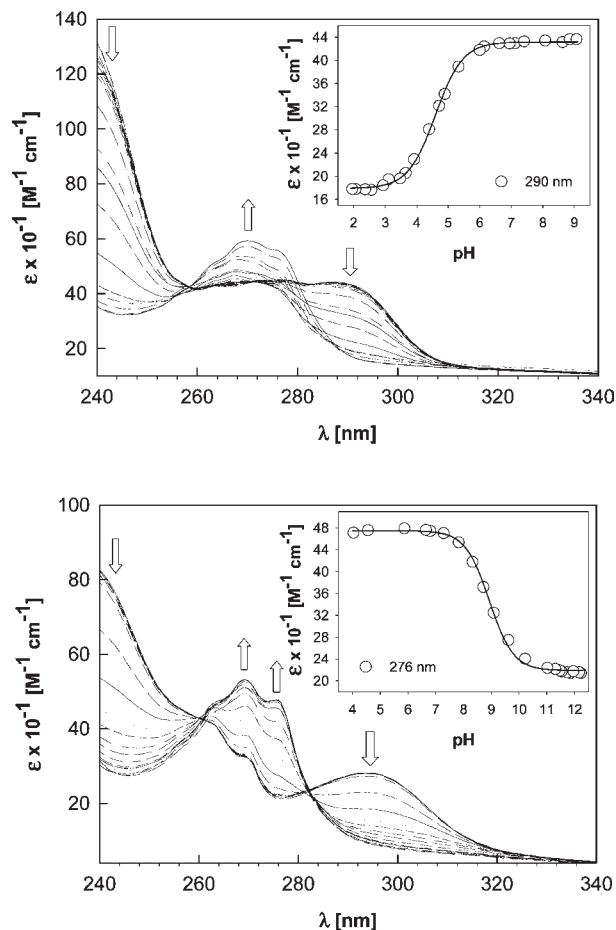 ε x 10⁻¹ [M⁻¹ cm⁻¹]
140
120
100
80
60
40
20
240 260 280 300 320 340
λ [nm]
ε x 10⁻¹ [M⁻¹ cm⁻¹]
44
40
36
32
28
24
20
16
2 3 4 5 6 7 8 9
pH
290 nm
ε x 10⁻¹ [M⁻¹ cm⁻¹]
100
80
60
40
20
240 260 280 300 320 340
λ [nm]
ε x 10⁻¹ [M⁻¹ cm⁻¹]
48
44
40
36
32
28
24
20
4 5 6 7 8 9 10 11 12
pH
276 nm